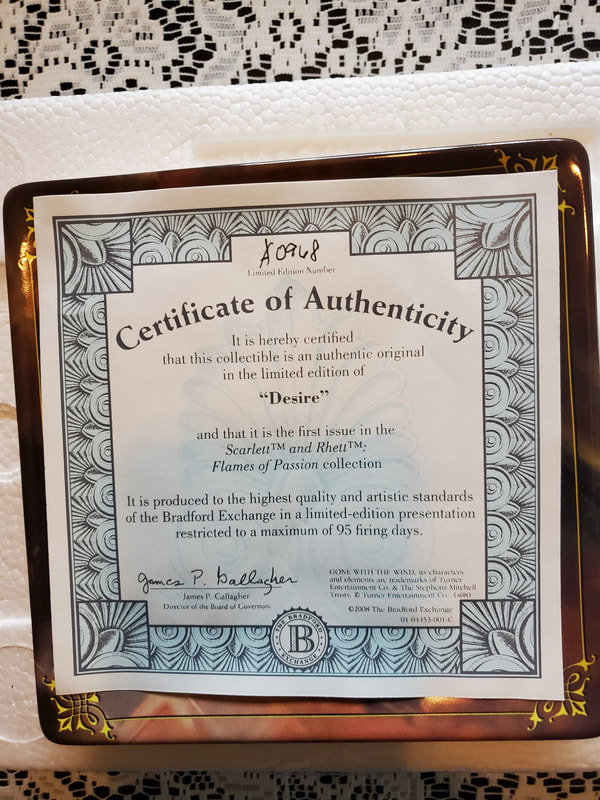 A0968
Limited Edition Number
Certificate of Authenticity
It is hereby certified
that this collectible is an authentic original
in the limited edition of
“Desire”
and that it is the first issue in the
Scarlett™ and Rhett™:
Flames of Passion collection
It is produced to the highest quality and artistic standards
of the Bradford Exchange in a limited-edition presentation
restricted to a maximum of 95 firing days.
James P. Gallagher
James P. Gallagher
Director of the Board of Governors
GONE WITH THE WIND, its characters
and elements are trademarks of Turner
Entertainment Co. & The Stephens Mitchell
Trusts. © Turner Entertainment Co. (s08)
©2008 The Bradford Exchange
01-04453-001-C
THE BRADFORD
B
EXCHANGE